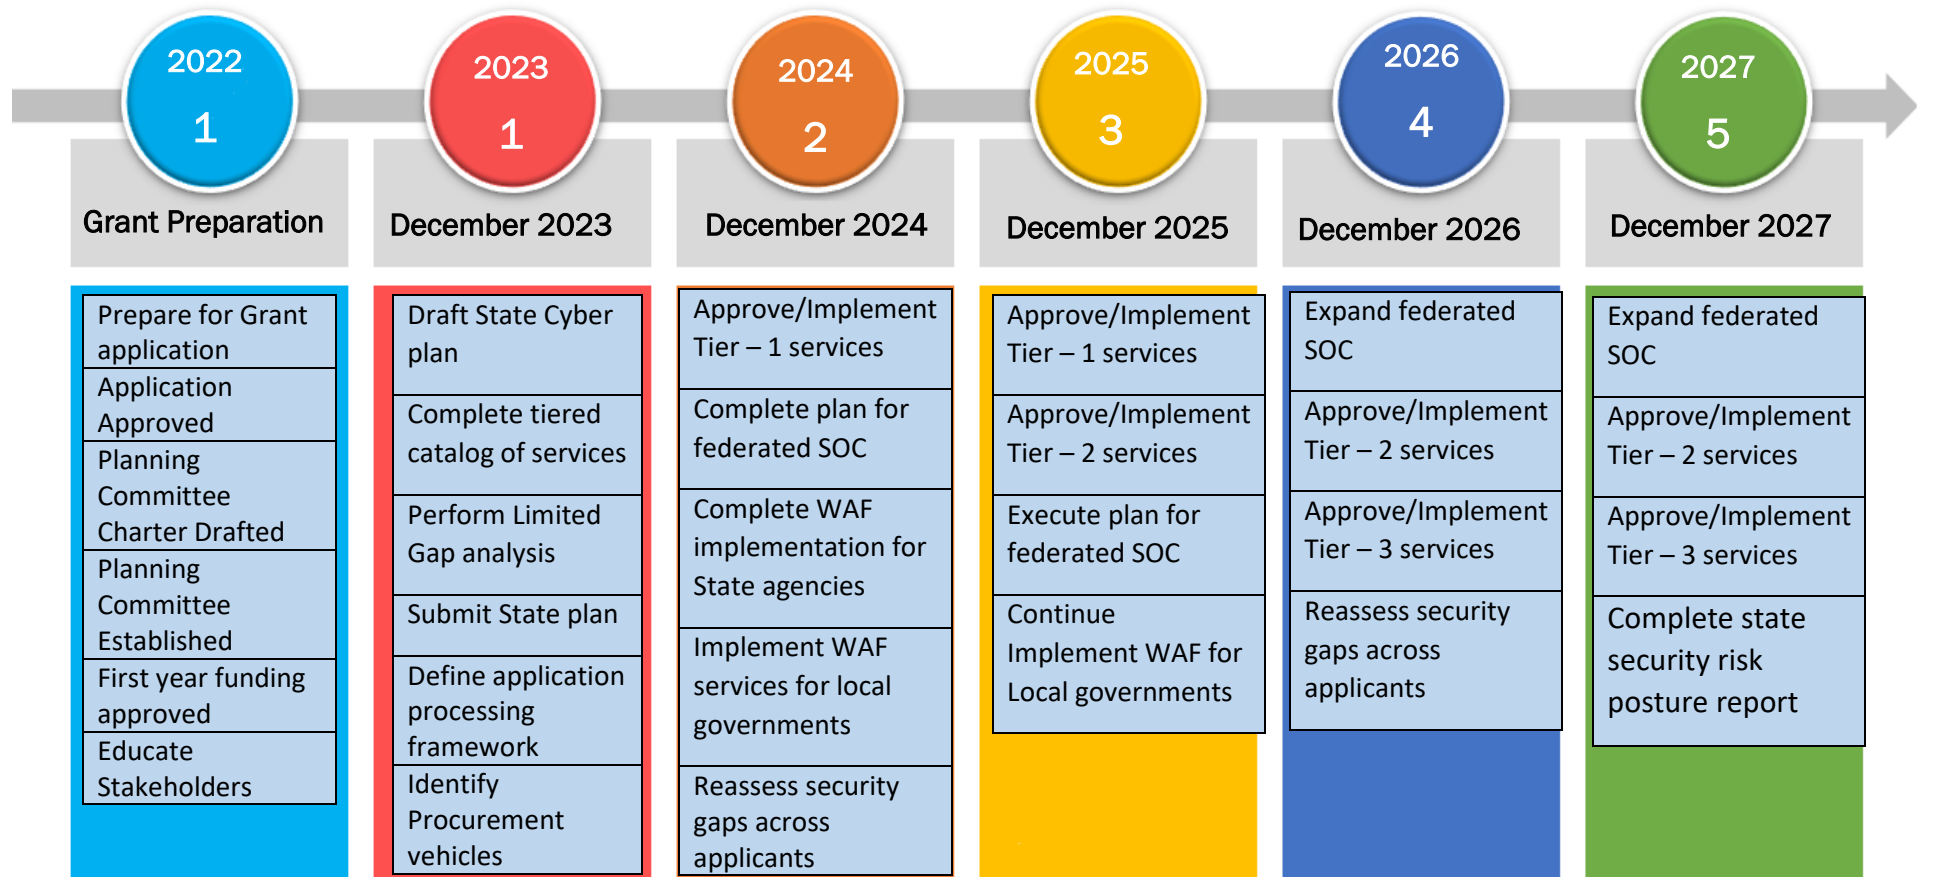 2022
1
2023
1
2024
2
2025
3
2026
4
2027
5
Grant Preparation
December 2023
December 2024
December 2025
December 2026
December 2027
Prepare for Grant
application
Application
Approved
Planning
Committee
Charter Drafted
Planning
Committee
Established
First year funding
approved
Educate
Stakeholders
Draft State Cyber
plan
Complete tiered
catalog of services
Perform Limited
Gap analysis
Submit State plan
Define application
processing
framework
Identify
Procurement
vehicles
Approve/Implement
Tier – 1 services
Complete plan for
federated SOC
Complete WAF
implementation for
State agencies
Implement WAF
services for local
governments
Reassess security
gaps across
applicants
Approve/Implement
Tier – 1 services
Approve/Implement
Tier – 2 services
Execute plan for
federated SOC
Continue
Implement WAF for
Local governments
Expand federated
SOC
Approve/Implement
Tier – 2 services
Approve/Implement
Tier – 3 services
Reassess security
gaps across
applicants
Expand federated
SOC
Approve/Implement
Tier – 2 services
Approve/Implement
Tier – 3 services
Complete state
security risk
posture report